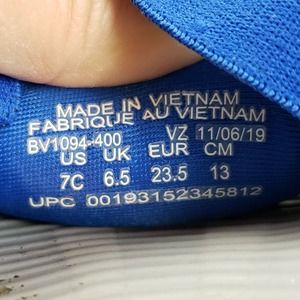 MADE IN VIETNAM
FABRIQUE AU VIETNAM
BV1094-400 VZ 11/06/19
US UK EUR CM
7C 6.5 23.5 13
UPC 00193152345812